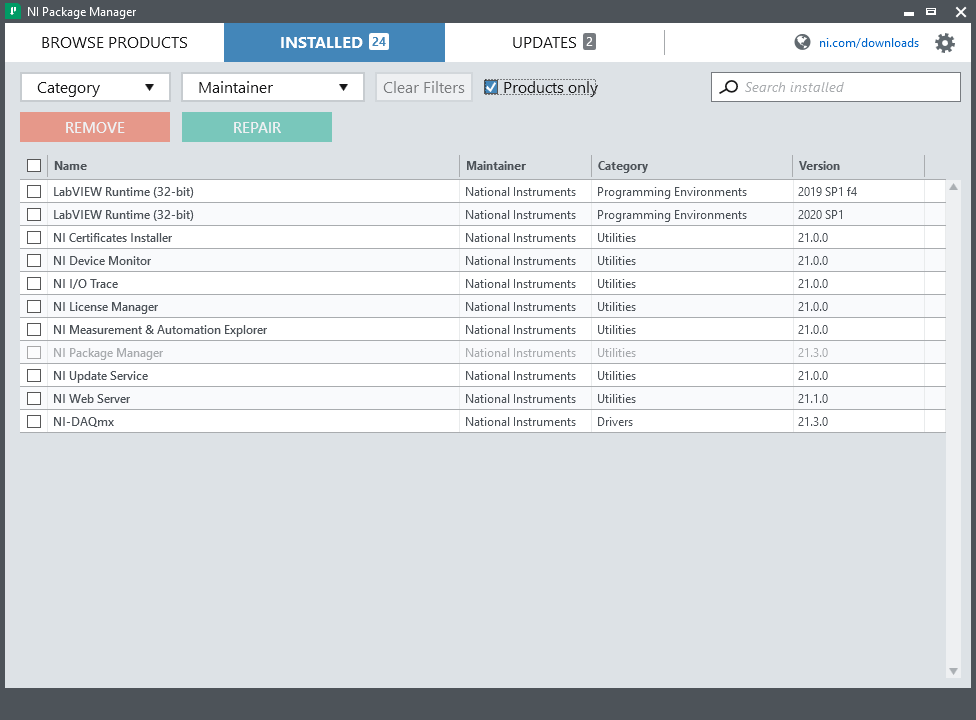 NI Package Manager
BROWSE PRODUCTS INSTALLED 24 UPDATES 2 ni.com/downloads
Category Maintainer Clear Filters Products only Search installed
REMOVE REPAIR
Name Maintainer Category Version
LabVIEW Runtime (32-bit) National Instruments Programming Environments 2019 SP1 f4
LabVIEW Runtime (32-bit) National Instruments Programming Environments 2020 SP1
NI Certificates Installer National Instruments Utilities 21.0.0
NI Device Monitor National Instruments Utilities 21.0.0
NI I/O Trace National Instruments Utilities 21.0.0
NI License Manager National Instruments Utilities 21.0.0
NI Measurement & Automation Explorer National Instruments Utilities 21.0.0
NI Package Manager National Instruments Utilities 21.3.0
NI Update Service National Instruments Utilities 21.0.0
NI Web Server National Instruments Utilities 21.1.0
NI-DAQmx National Instruments Drivers 21.3.0